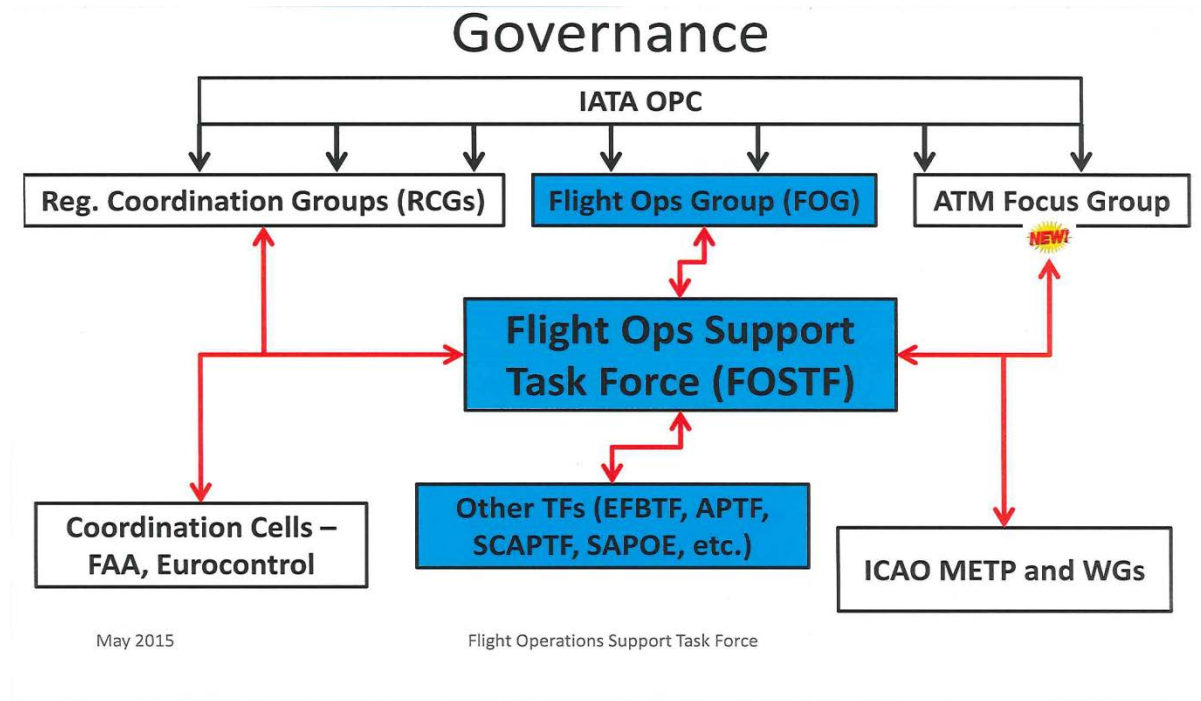 Governance
IATA OPC
Reg. Coordination Groups (RCGs)
Flight Ops Group (FOG)
ATM Focus Group
NEW!
Flight Ops Support
Task Force (FOSTF)
Coordination Cells –
FAA, Eurocontrol
Other TFs (EFBTF, APTF,
SCAPTF, SAPOE, etc.)
ICAO METP and WGs
May 2015
Flight Operations Support Task Force